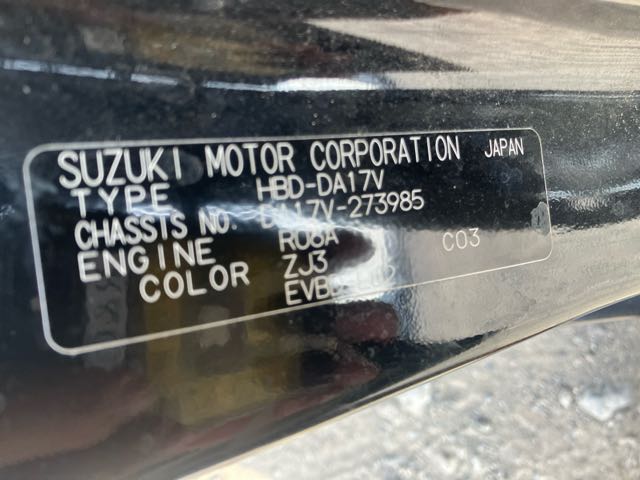 SUZUKI MOTOR CORPORATION JAPAN
TYPE HBD-DA17V
CHASSIS NO. DA17V-273985
ENGINE R06A C03
COLOR ZJ3